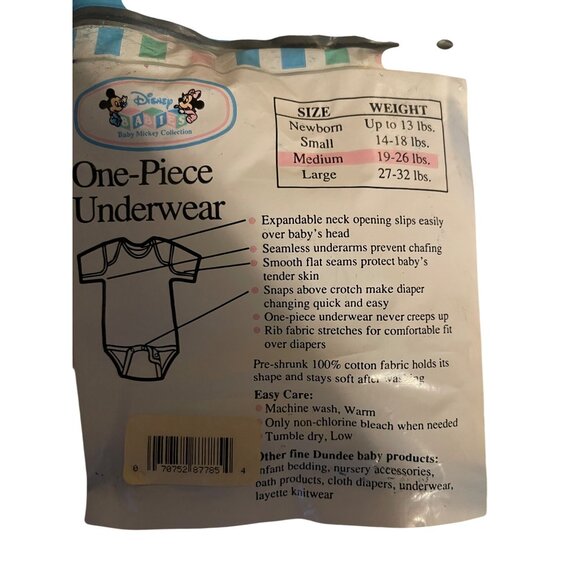 Disney
BABIES
Baby Mickey Collection
One-Piece
Underwear
SIZE WEIGHT
Newborn Up to 13 lbs.
Small 14-18 lbs.
Medium 19-26 lbs.
Large 27-32 lbs.
Expandable neck opening slips easily
over baby's head
Seamless underarms prevent chafing
Smooth flat seams protect baby's
tender skin
Snaps above crotch make diaper
changing quick and easy
One-piece underwear never creeps up
Rib fabric stretches for comfortable fit
over diapers
Pre-shrunk 100% cotton fabric holds its
shape and stays soft after washing
Easy Care:
Machine wash, Warm
Only non-chlorine bleach when needed
Tumble dry, Low
Other fine Dundee baby products:
infant bedding, nursery accessories,
bath products, cloth diapers, underwear,
layette knitwear
0 70752 87785 4